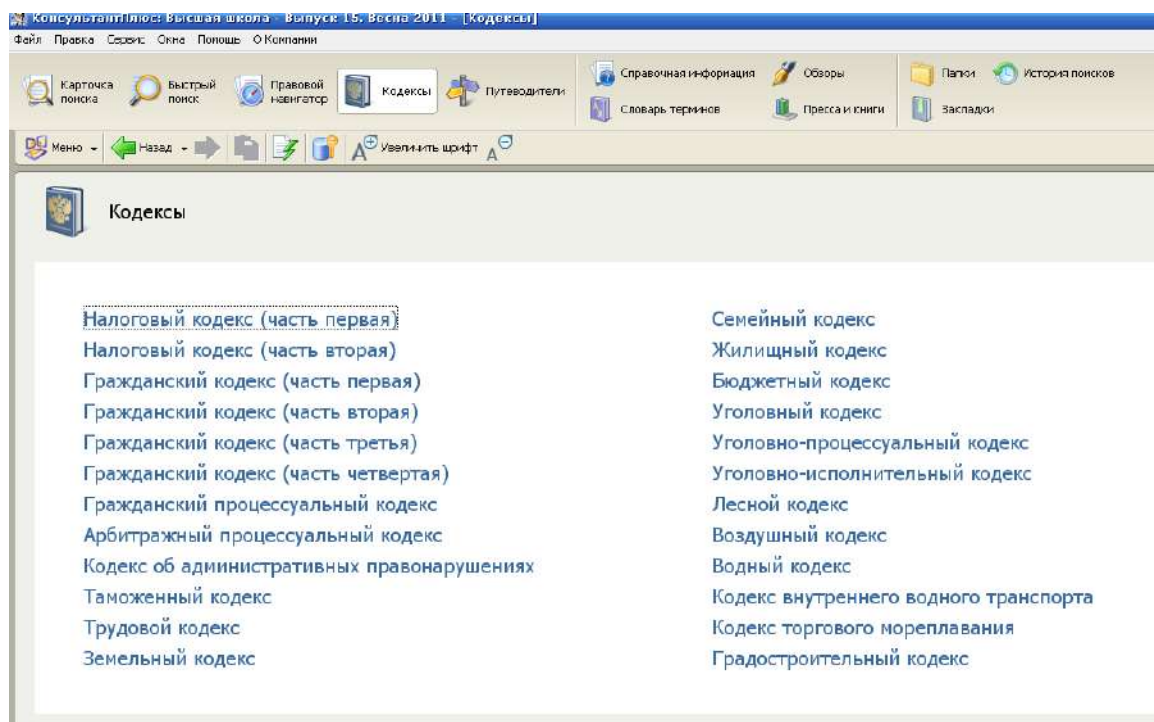 КонсультантПлюс: Высшая школа - Выпуск 15. Весна 2011 - [Кодексы]
Файл Правка Сервис Окна Помощь О Компании
Карточка поиска
Быстрый поиск
Правовой навигатор
Кодексы
Путеводители
Справочная информация
Обзоры
Папки
История поисков
Словарь терминов
Пресса и книги
Закладки
Меню
Назад
Увеличить шрифт
Кодексы
Налоговый кодекс (часть первая)
Налоговый кодекс (часть вторая)
Гражданский кодекс (часть первая)
Гражданский кодекс (часть вторая)
Гражданский кодекс (часть третья)
Гражданский кодекс (часть четвертая)
Гражданский процессуальный кодекс
Арбитражный процессуальный кодекс
Кодекс об административных правонарушениях
Таможенный кодекс
Трудовой кодекс
Земельный кодекс
Семейный кодекс
Жилищный кодекс
Бюджетный кодекс
Уголовный кодекс
Уголовно-процессуальный кодекс
Уголовно-исполнительный кодекс
Лесной кодекс
Воздушный кодекс
Водный кодекс
Кодекс внутреннего водного транспорта
Кодекс торгового мореплавания
Градостроительный кодекс